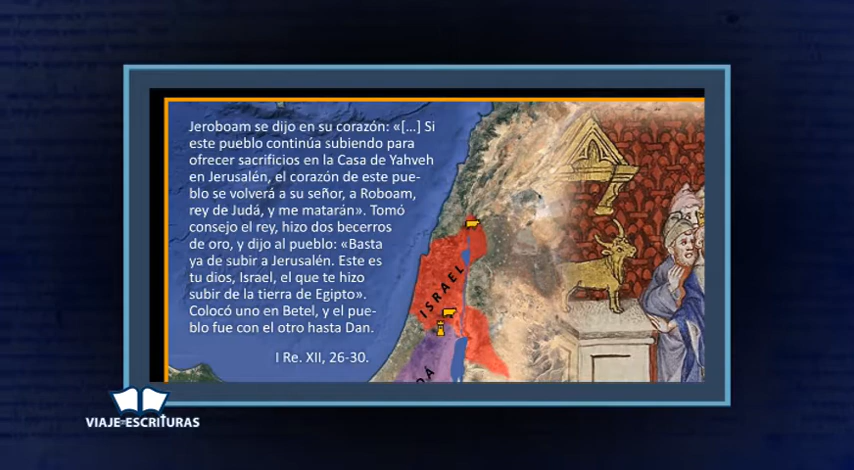 Jeroboam se dijo en su corazón: «[...] Si
este pueblo continúa subiendo para
ofrecer sacrificios en la Casa de Yahveh
en Jerusalén, el corazón de este pue-
blo se volverá a su señor, a Roboam,
rey de Judá, y me matarán». Tomó
consejo el rey, hizo dos becerros
de oro, y dijo al pueblo: «Basta
ya de subir a Jerusalén. Este es
tu dios, Israel, el que te hizo
subir de la tierra de Egipto».
Colocó uno en Betel, y el pue-
blo fue con el otro hasta Dan.
I Re. XII, 26-30.
ISRAEL
DÁ
VIAJE ESCRITURAS